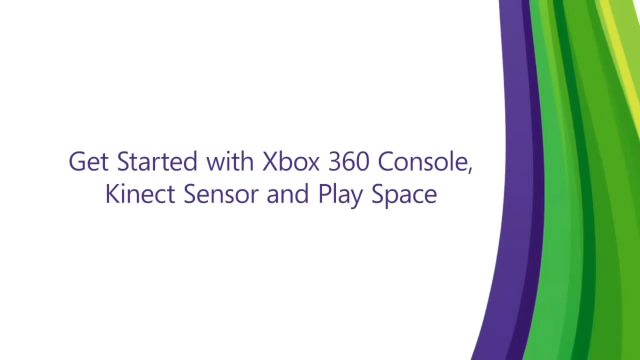 Get Started with Xbox 360 Console,
Kinect Sensor and Play Space